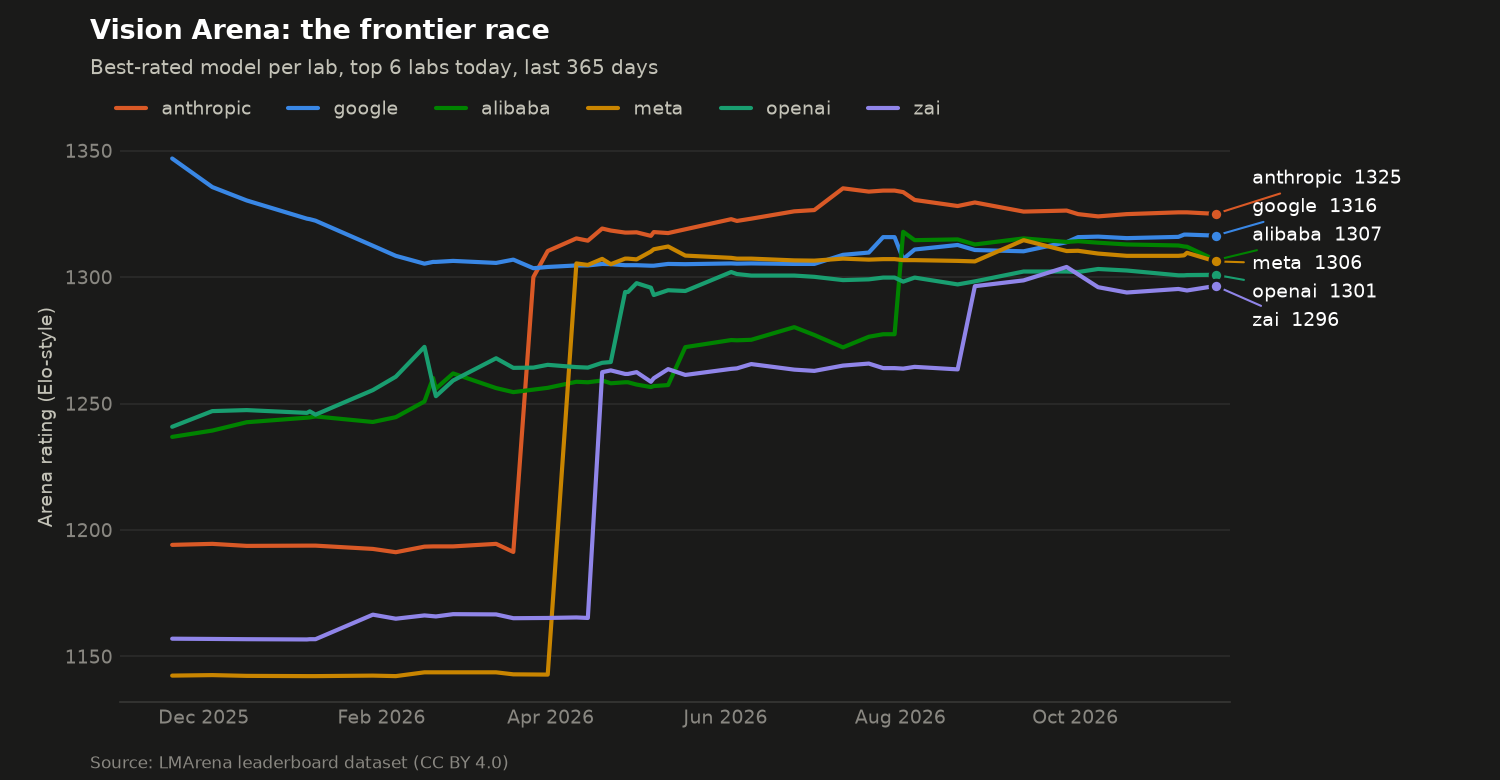 Vision Arena: the frontier race
Best-rated model per lab, top 6 labs today, last 365 days
anthropic google alibaba meta openai zai
Arena rating (Elo-style)
1350
1300
1250
1200
1150
anthropic 1325
google 1316
alibaba 1307
meta 1306
openai 1301
zai 1296
Dec 2025 Feb 2026 Apr 2026 Jun 2026 Aug 2026 Oct 2026
Source: LMArena leaderboard dataset (CC BY 4.0)